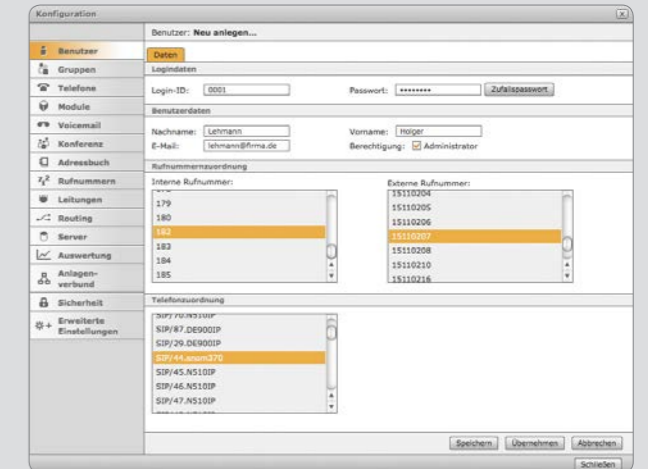 Konfiguration
Benutzer: Neu anlegen...
Benutzer
Gruppen
Telefone
Module
Voicemail
Konferenz
Adressbuch
Rufnummern
Leitungen
Routing
Server
Auswertung
Anlagen-
verbund
Sicherheit
Erweiterte
Einstellungen
Daten
Logindaten
Login-ID: 0001 Passwort: •••••••• Zufallspasswort
Benutzerdaten
Nachname: Lehmann Vorname: Holger
E-Mail: lehmann@firma.de Berechtigung: Administrator
Rufnummernzuordnung
Interne Rufnummer: Externe Rufnummer:
179
180
182
183
184
185
15110204
15110205
15110206
15110207
15110208
15110210
15110216
Telefonzuordnung
SIP/70.N510IP
SIP/87.DE900IP
SIP/29.DE900IP
SIP/44.snom370
SIP/45.N510IP
SIP/46.N510IP
SIP/47.N510IP
Speichern Übernehmen Abbrechen
Schließen